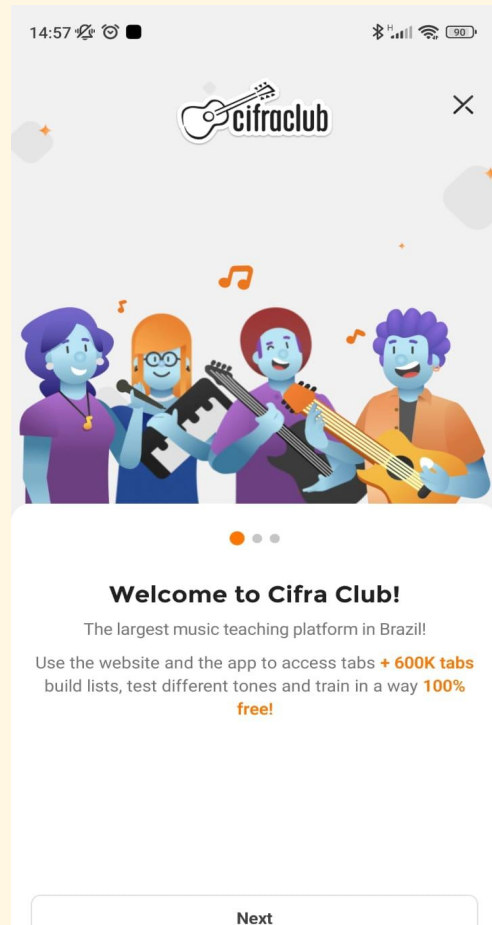 14:57
H
90
cifraclub
Welcome to Cifra Club!
The largest music teaching platform in Brazil!
Use the website and the app to access tabs + 600K tabs
build lists, test different tones and train in a way 100%
free!
Next